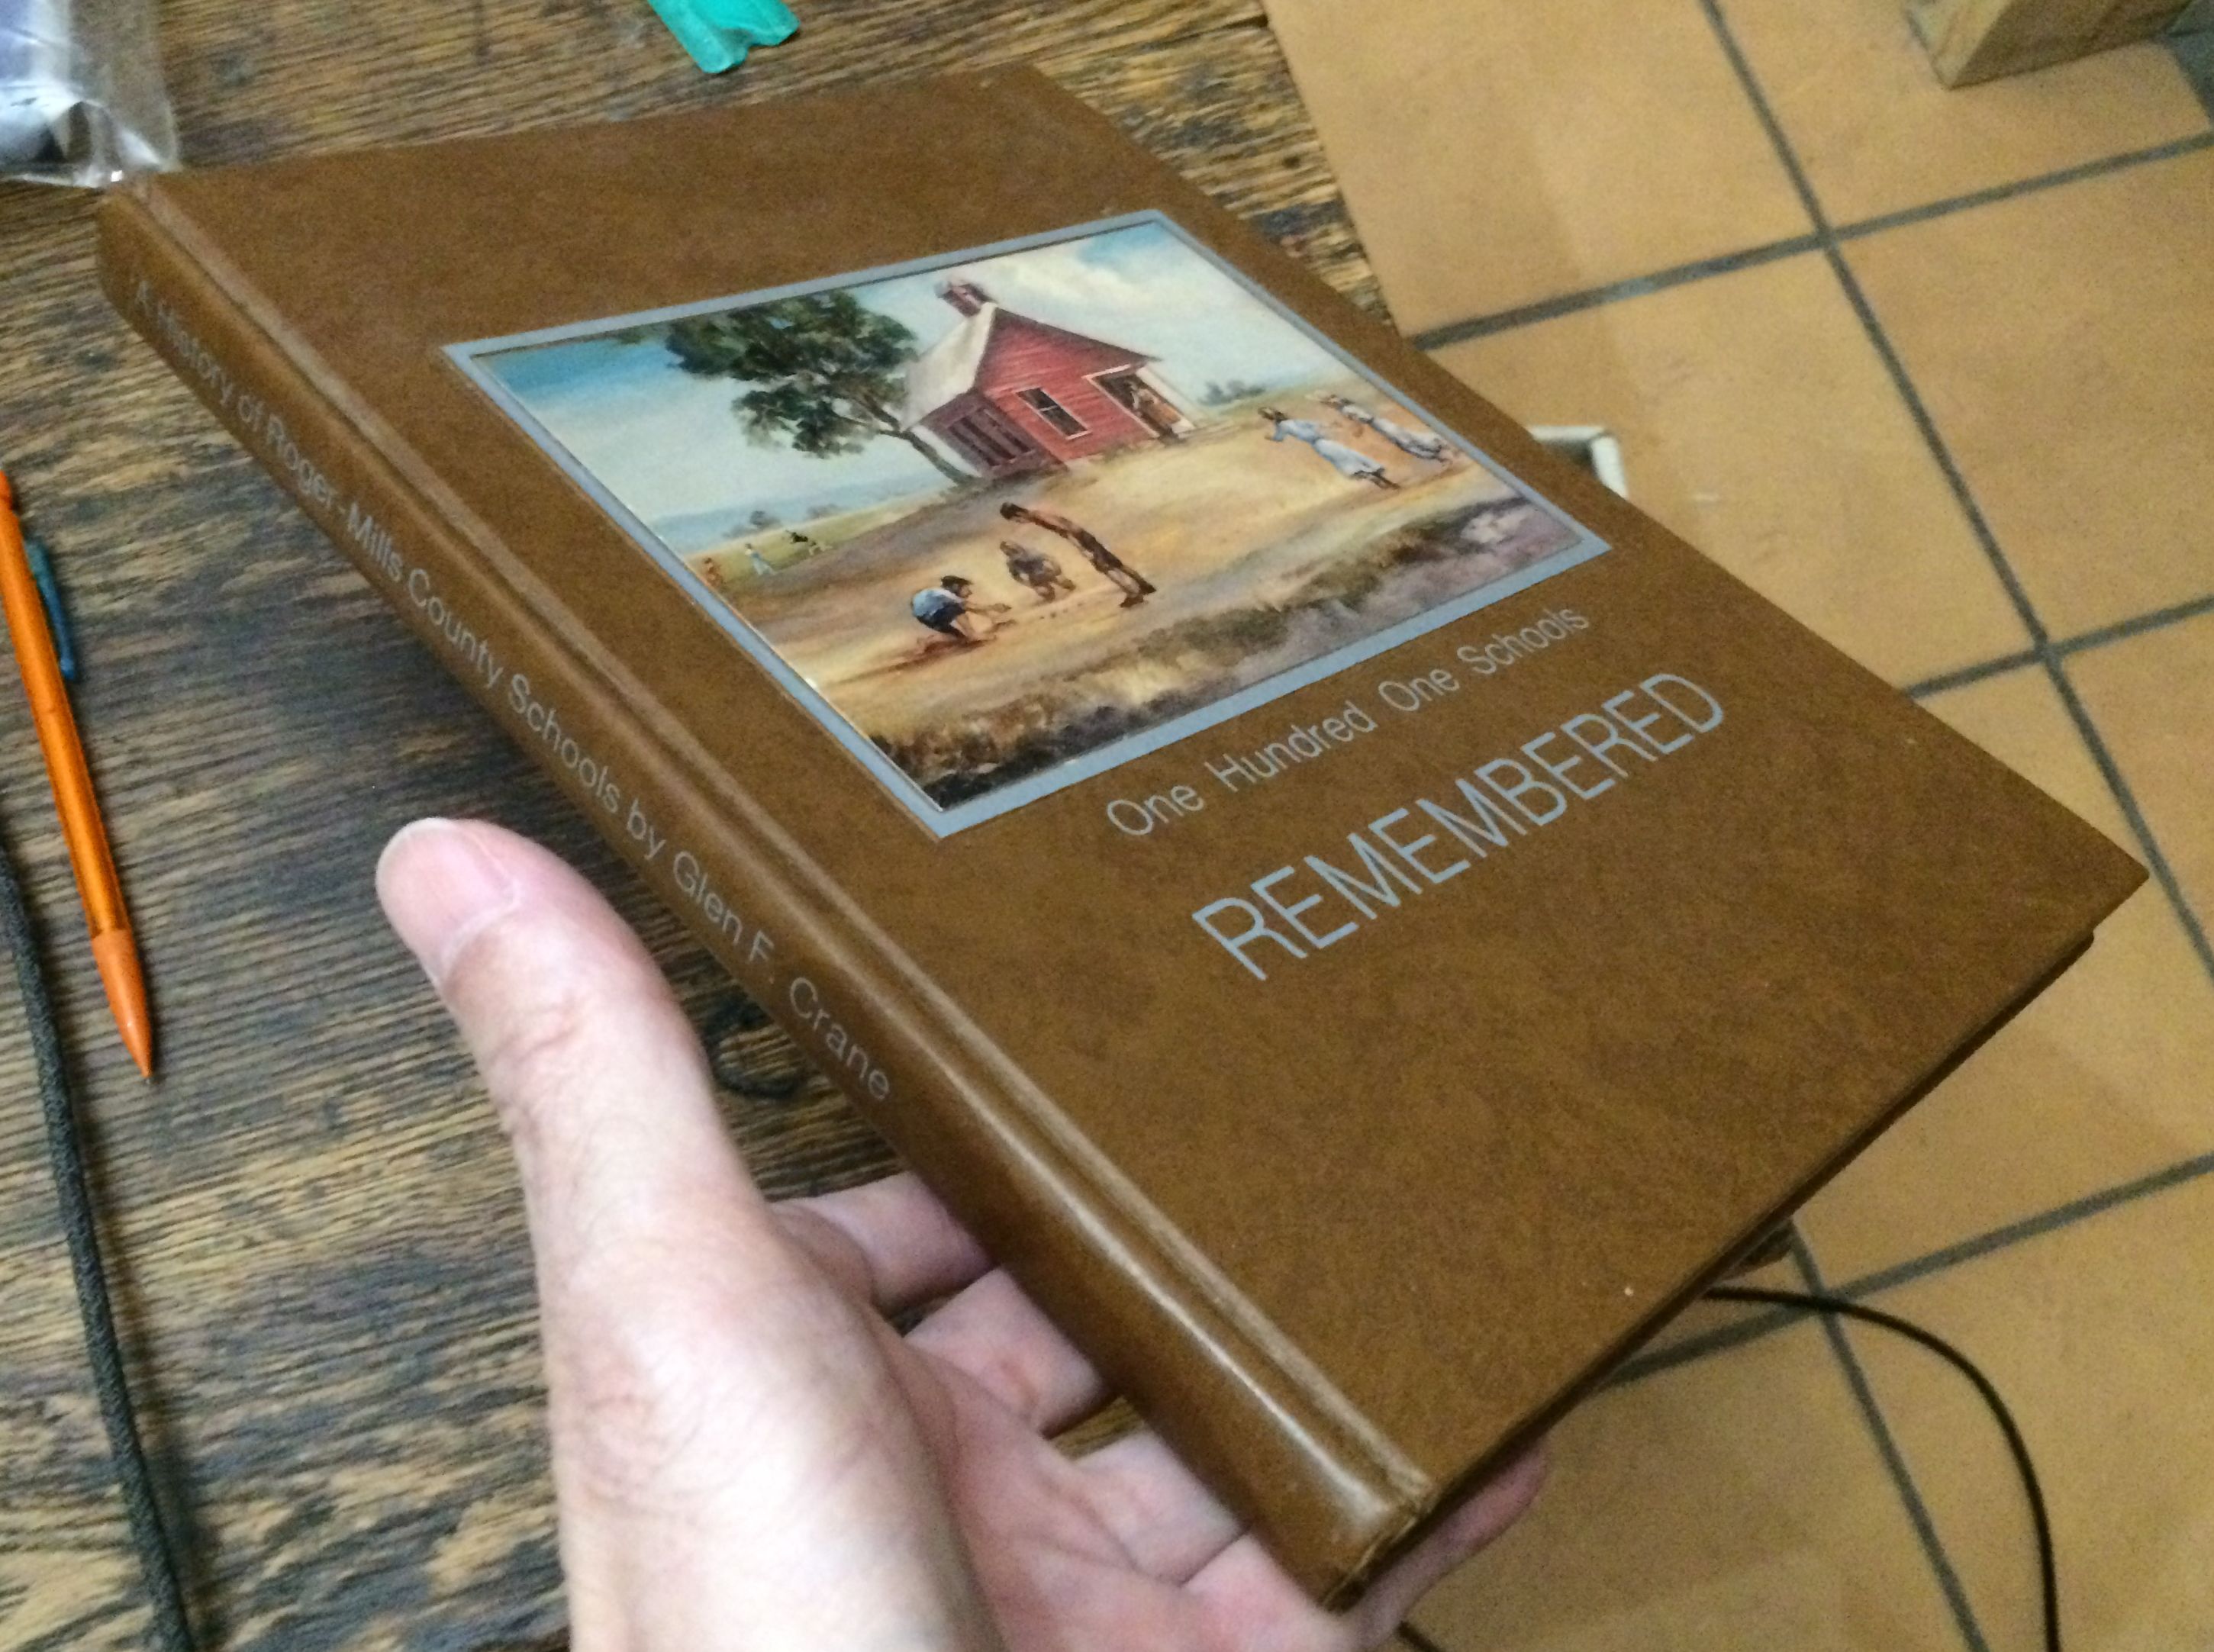 One Hundred One Schools
REMEMBERED
A History of Roger-Mills County Schools by Glen F. Crane